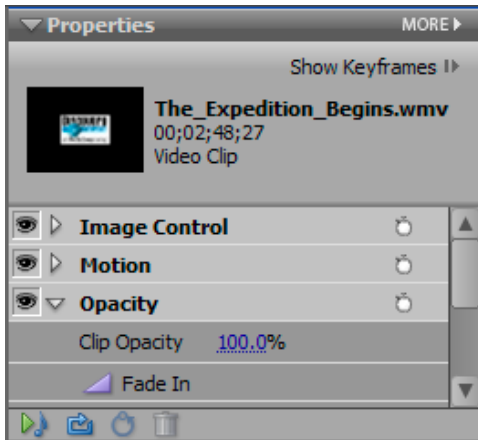 Properties
MORE
Show Keyframes
The_Expedition_Begins.wmv
00;02;48;27
Video Clip
Image Control
Motion
Opacity
Clip Opacity 100.0%
Fade In